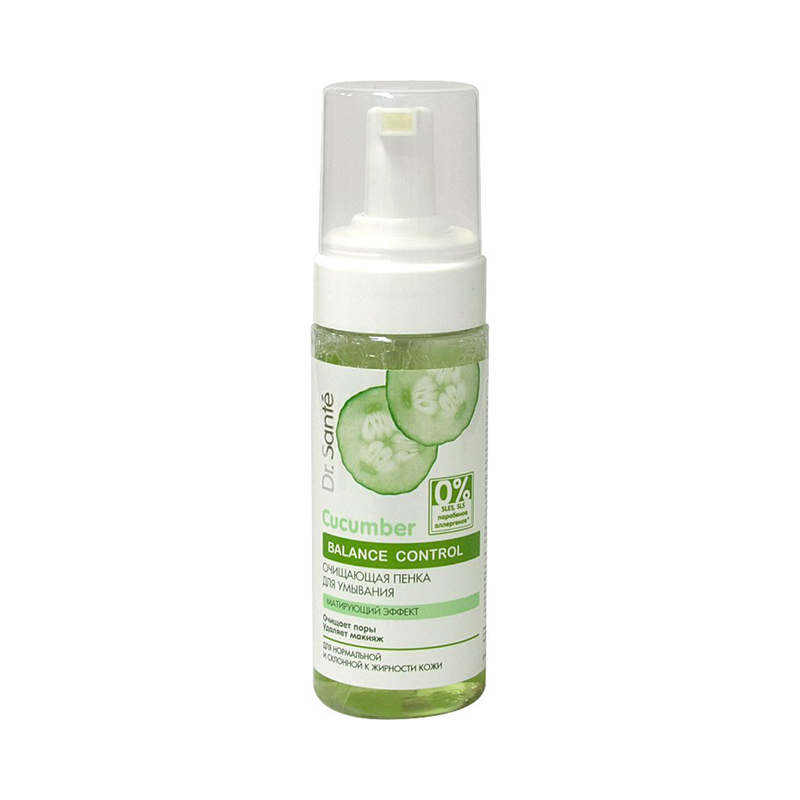 Dr. Santé
0%
SLES, SLS
парабенов
аллергенов*
Cucumber
BALANCE CONTROL
ОЧИЩАЮЩАЯ ПЕНКА
ДЛЯ УМЫВАНИЯ
МАТИРУЮЩИЙ ЭФФЕКТ
Очищает поры
Удаляет макияж
ДЛЯ НОРМАЛЬНОЙ
И СКЛОННОЙ К ЖИРНОСТИ КОЖИ